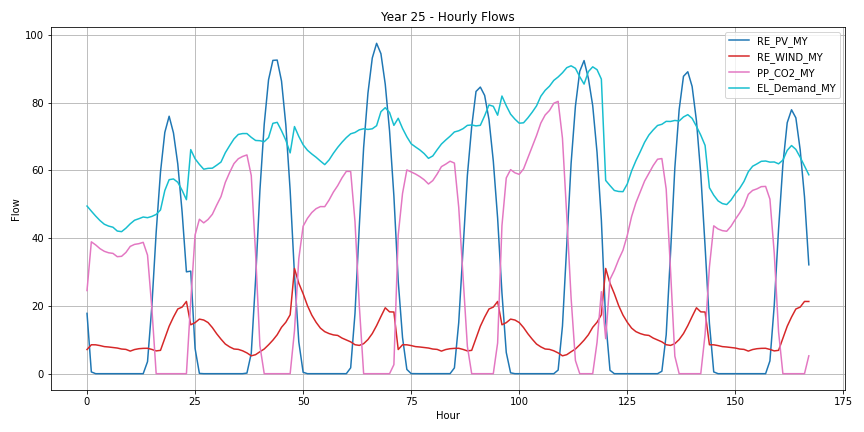 Year 25 - Hourly Flows
RE_PV_MY
RE_WIND_MY
PP_CO2_MY
EL_Demand_MY
100
80
60
40
20
0
Flow
0
25
50
75
100
125
150
175
Hour